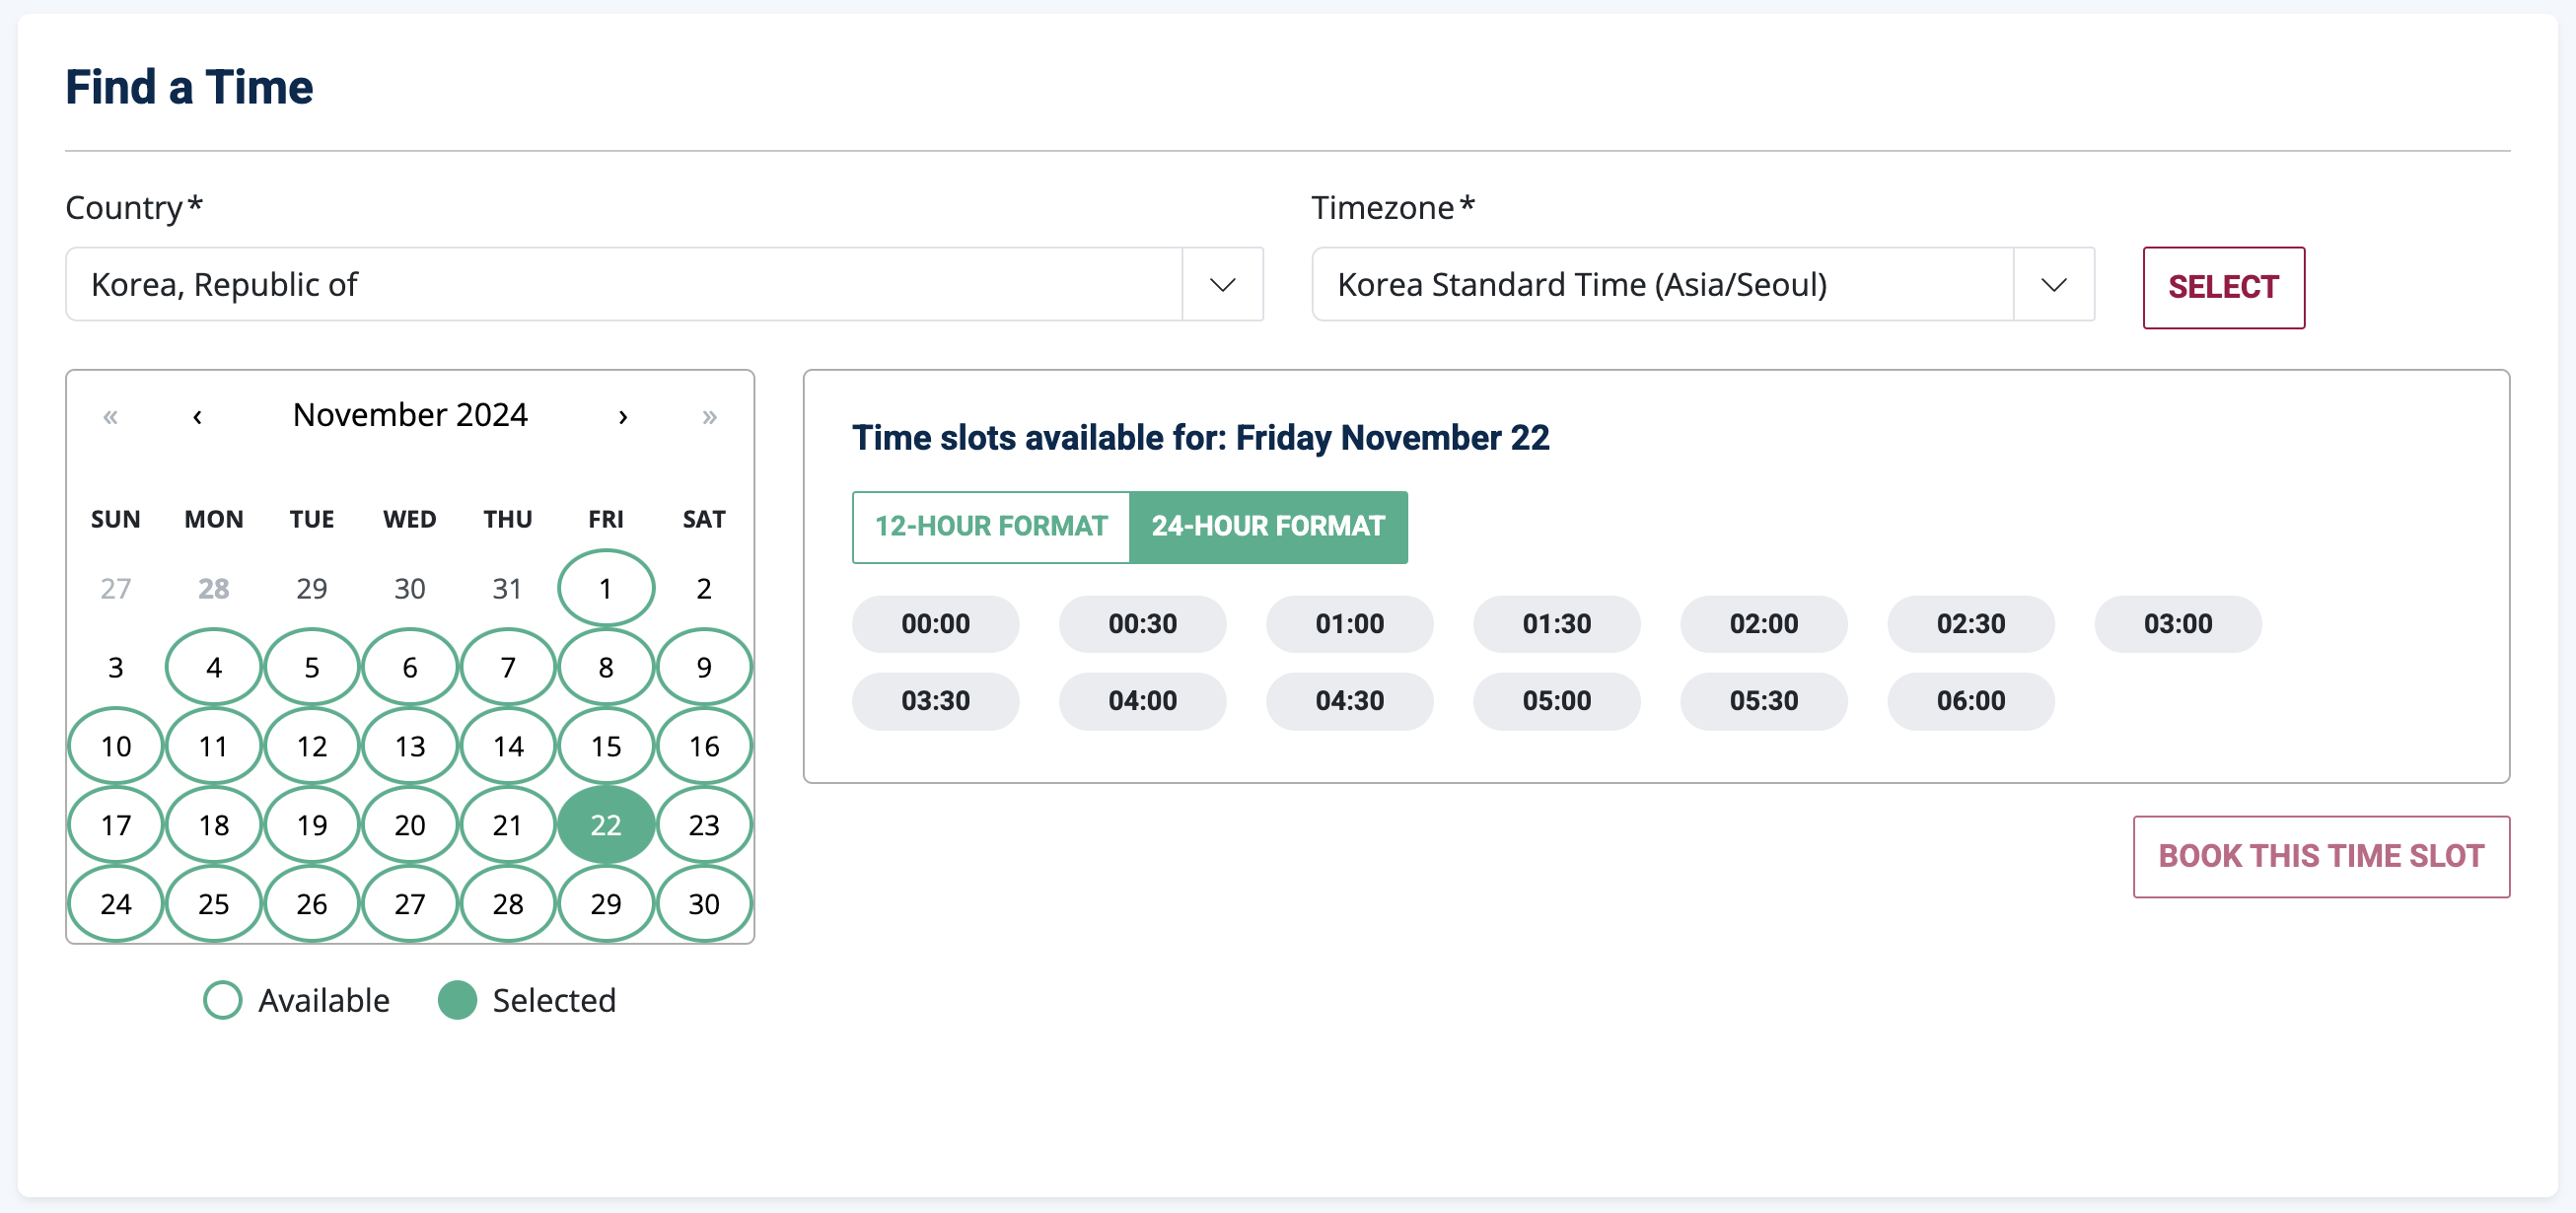 Find a Time
Country*
Timezone*
Korea, Republic of
Korea Standard Time (Asia/Seoul)
SELECT
« ‹ November 2024 › »
SUN MON TUE WED THU FRI SAT
27 28 29 30 31 1 2
3 4 5 6 7 8 9
10 11 12 13 14 15 16
17 18 19 20 21 22 23
24 25 26 27 28 29 30
Available Selected
Time slots available for: Friday November 22
12-HOUR FORMAT 24-HOUR FORMAT
00:00 00:30 01:00 01:30 02:00 02:30 03:00
03:30 04:00 04:30 05:00 05:30 06:00
BOOK THIS TIME SLOT